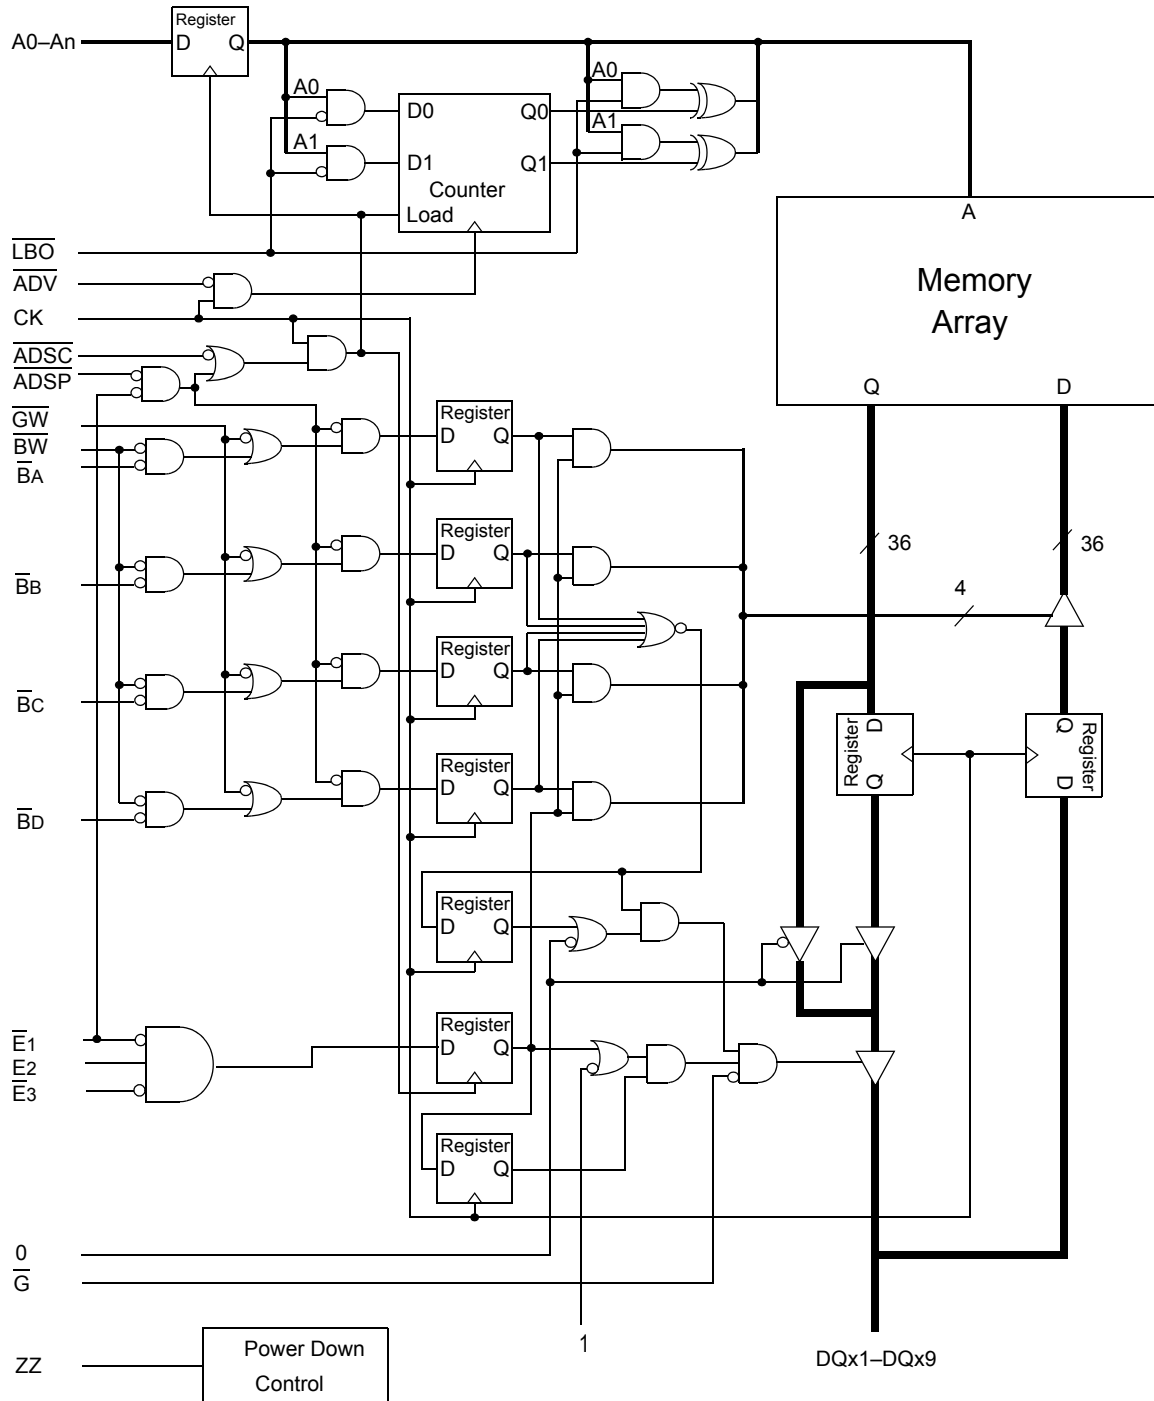 Register
A0–An
D Q
A0
A0
D0
Q0
A1
A1
D1
Q1
Counter
Load
A
LBO
ADV
Memory
CK
Array
ADSC
ADSP
Q
D
GW
Register
BW
D Q
BA
Register
36
36
D Q
BB
4
Register
D Q
BC
Register D Q
Q Register D
Register
D Q
BD
Register
D Q
Register
E1
D Q
E2
E3
Register
D Q
0
G
1
Power Down
ZZ
DQx1–DQx9
Control